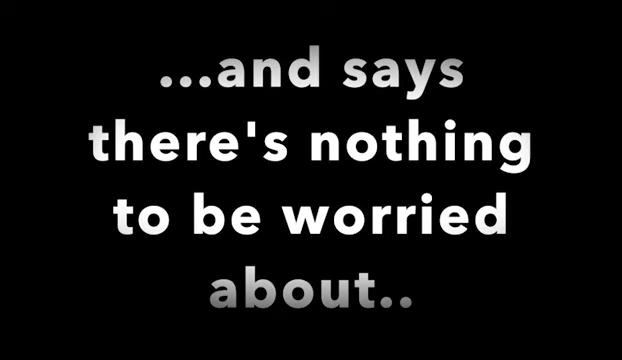 ...and says
there's nothing
to be worried
about..